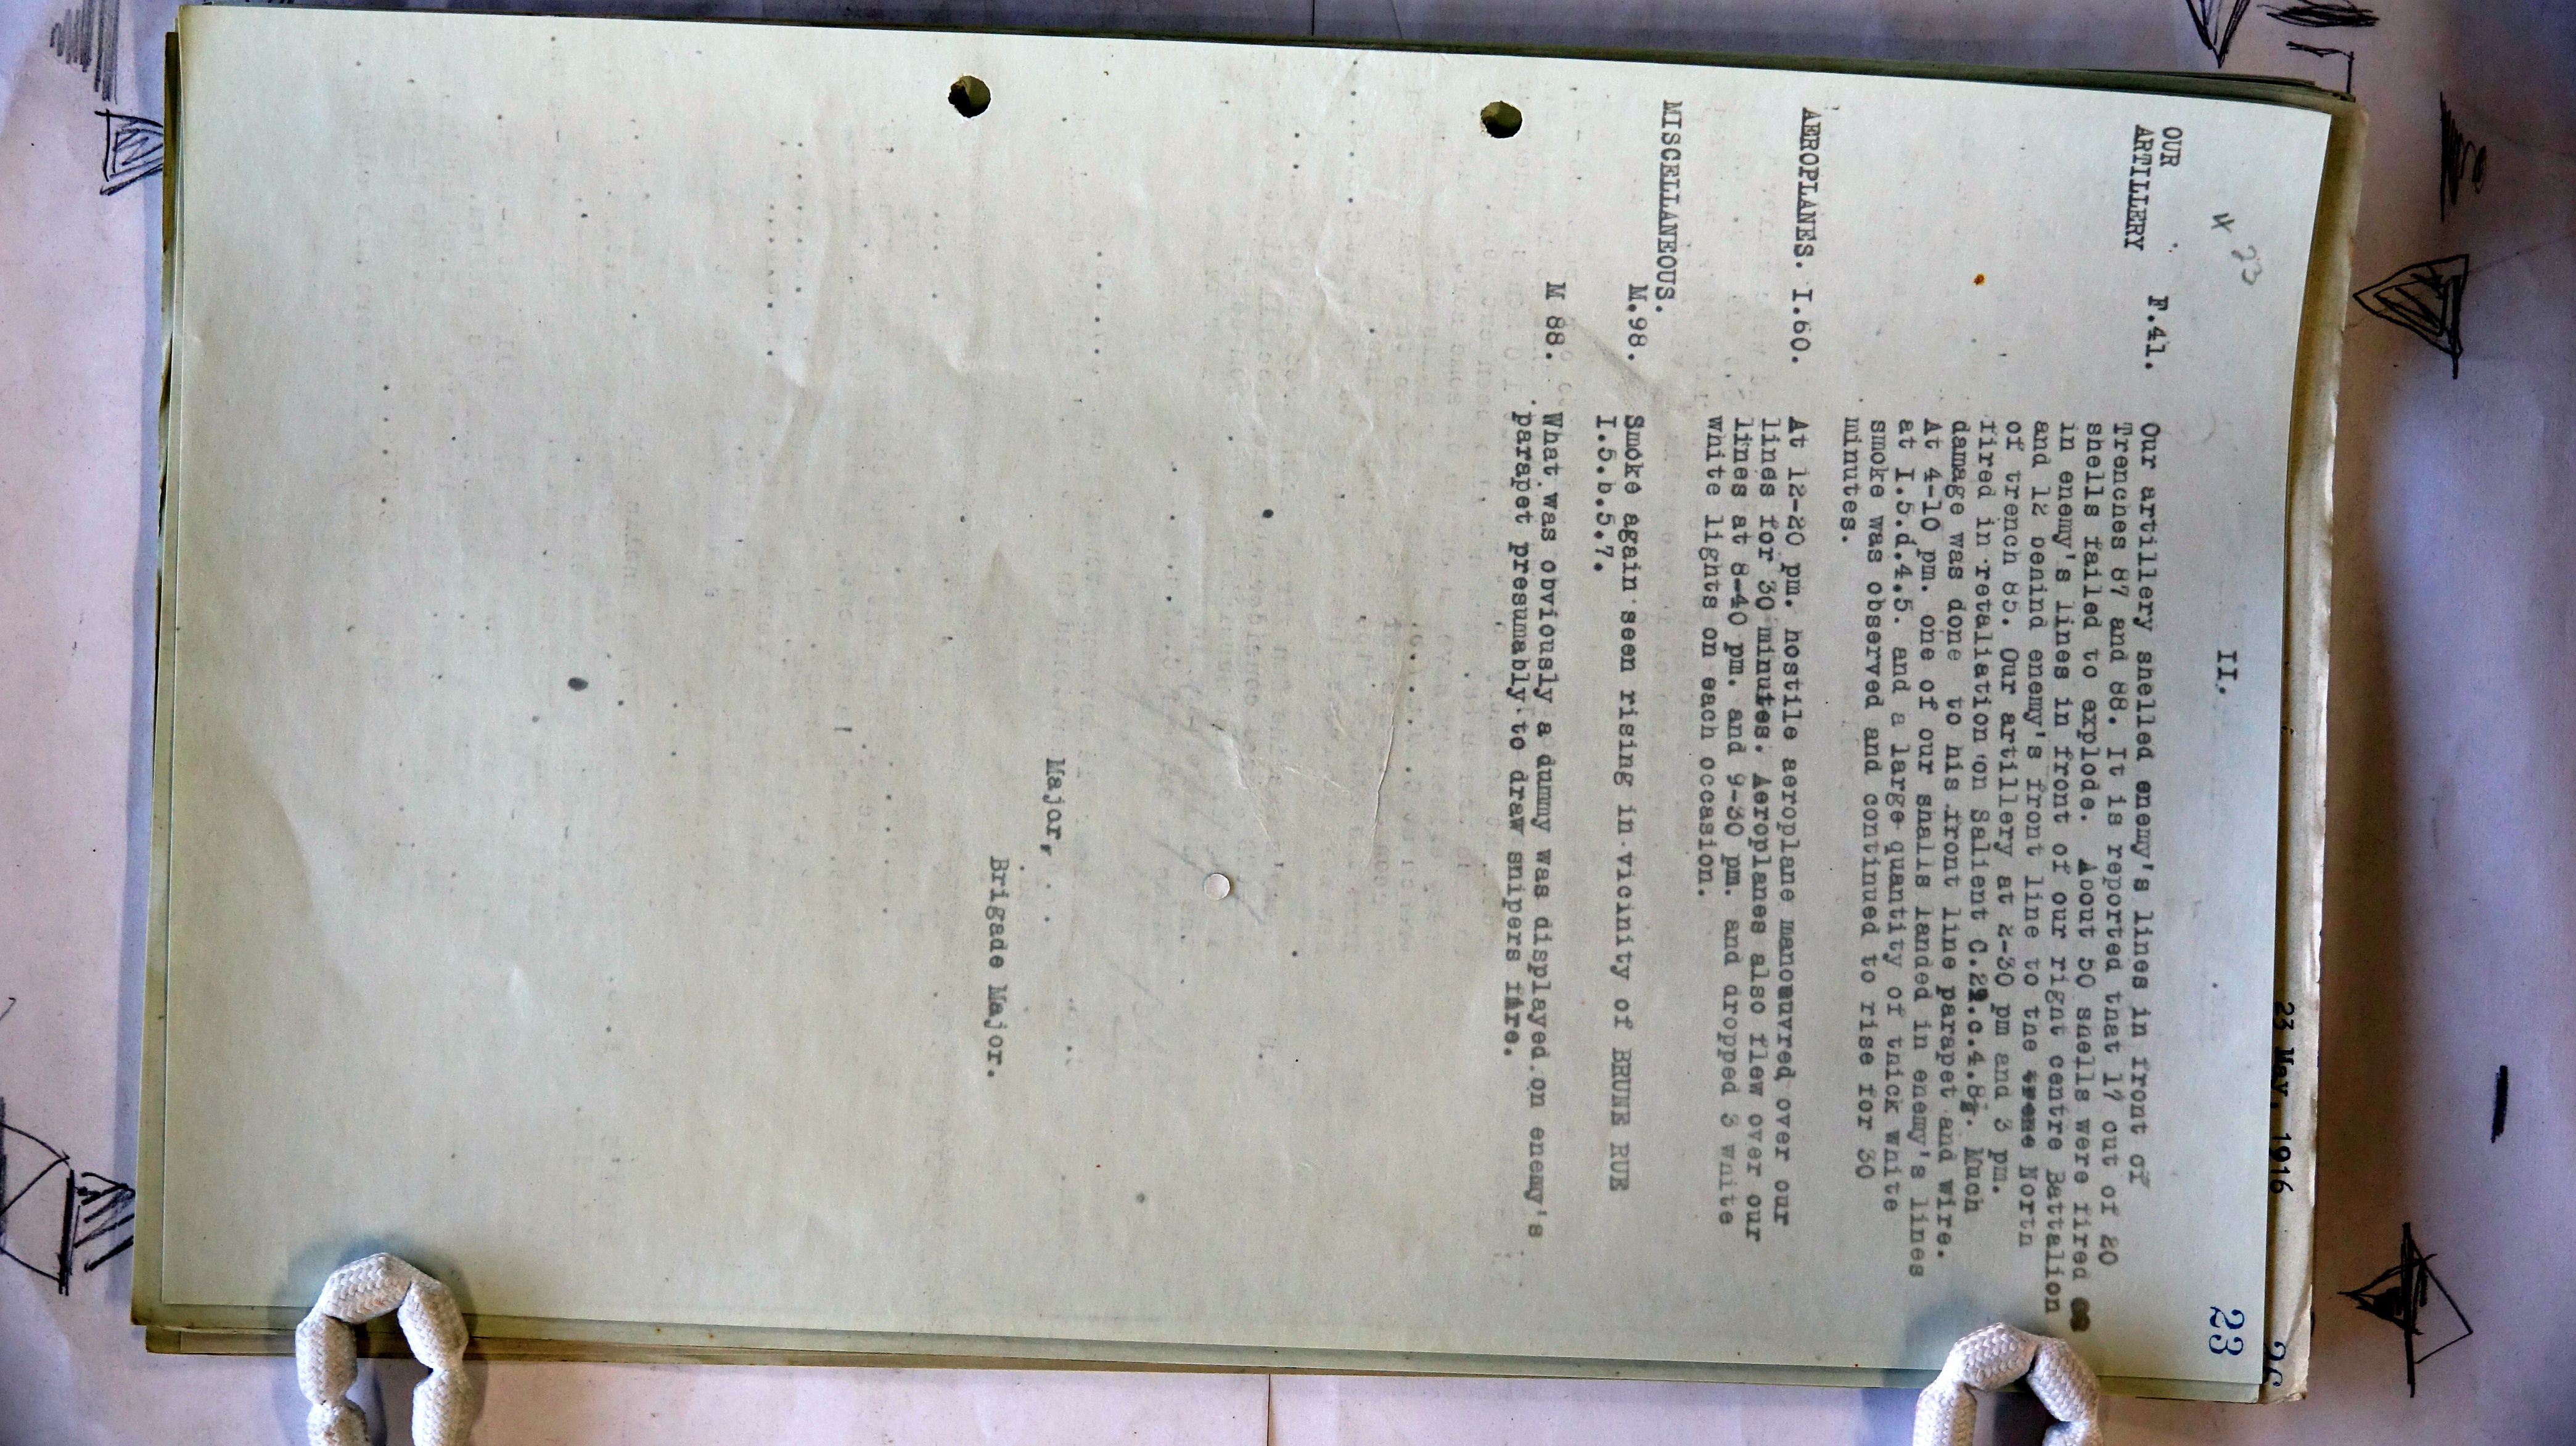 23 May, 1916
26
4 23
II.
23
OUR
ARTILLERY F.41. Our artillery shelled enemy's lines in front of
Trenches 87 and 88. It is reported that 17 out of 20
shells failed to explode. About 50 shells were fired
in enemy's lines in front of our right centre Battalion
and 12 behind enemy's front line to the North
of trench 85. Our artillery at 2-30 pm and 3 pm.
fired in retaliation on Salient Much
damage was done to his front line parapet and wire.
At 4-10 pm. one of our shalls landed in enemy's lines
at I.5.d.4.5. and a large quantity of thick white
smoke was observed and continued to rise for 30
minutes.
AEROPLANES. I.60. At 12-20 pm. hostile aeroplane manoeuvred over our
lines for 30 minutes. Aeroplanes also flew over our
lines at 8-40 pm. and 9-30 pm. and dropped 3 white
white lights on each occasion.
MISCELLANEOUS.
M.98. Smoke again seen rising in vicinity of BRUNE RUE
I.5.b.5.7.
M 88. What was obviously a dummy was displayed on enemy's
parapet presumably to draw snipers fire.
Major,
Brigade Major.